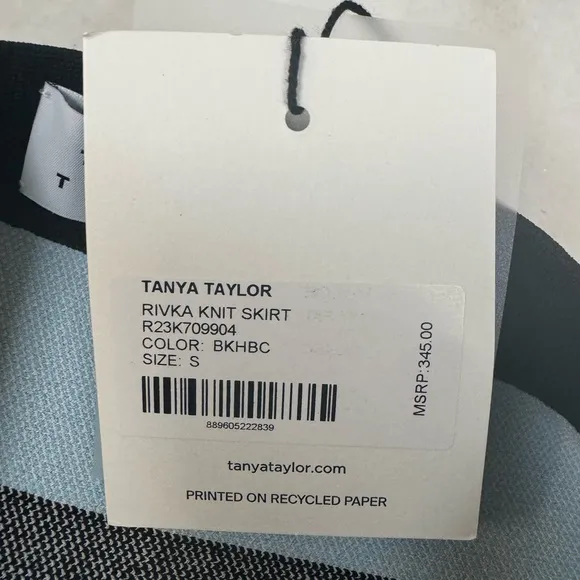 T
TANYA TAYLOR
RIVKA KNIT SKIRT
R23K709904
COLOR: BKHBC
SIZE: S
MSRP:345.00
889605222839
tanyataylor.com
PRINTED ON RECYCLED PAPER